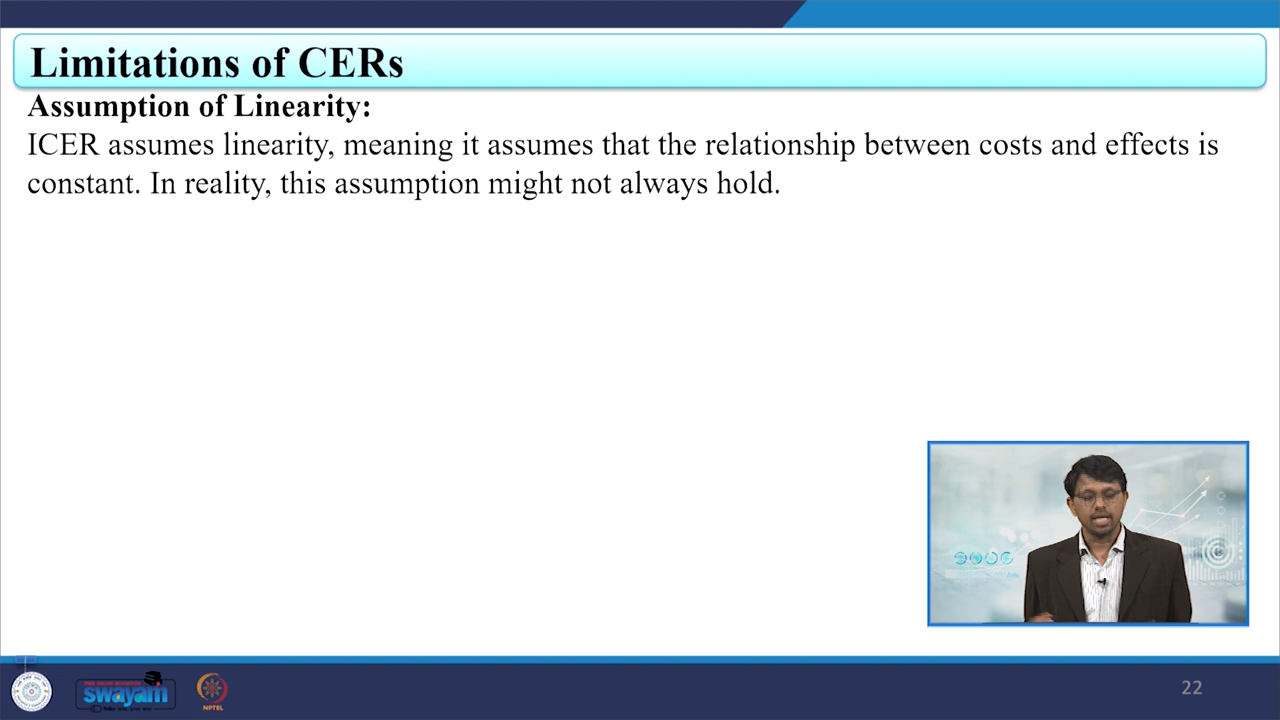 Limitations of CERs
Assumption of Linearity:
ICER assumes linearity, meaning it assumes that the relationship between costs and effects is
constant. In reality, this assumption might not always hold.
swayam
NPTEL
22